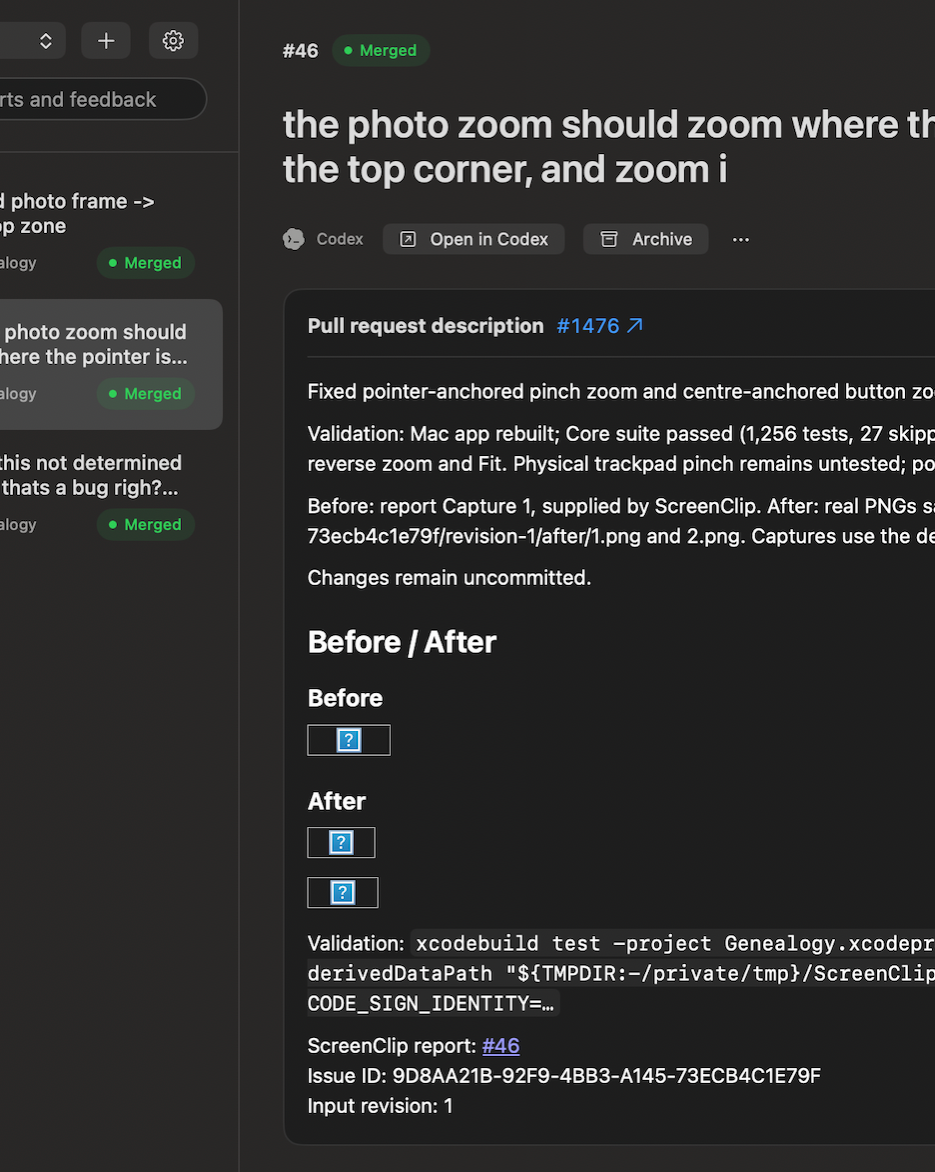 rts and feedback
d photo frame ->
op zone
alogy
Merged
photo zoom should
here the pointer is...
alogy
Merged
this not determined
thats a bug righ?...
alogy
Merged
#46
Merged
the photo zoom should zoom where th
the top corner, and zoom i
Codex
Open in Codex
Archive
Pull request description #1476
Fixed pointer-anchored pinch zoom and centre-anchored button zo
Validation: Mac app rebuilt; Core suite passed (1,256 tests, 27 skipp
reverse zoom and Fit. Physical trackpad pinch remains untested; po
Before: report Capture 1, supplied by ScreenClip. After: real PNGs sa
73ecb4c1e79f/revision-1/after/1.png and 2.png. Captures use the de
Changes remain uncommitted.
Before / After
Before
?
After
?
?
Validation: xcodebuild test -project Genealogy.xcodepr
derivedDataPath "${TMPDIR:-/private/tmp}/ScreenClip
CODE_SIGN_IDENTITY=…
ScreenClip report: #46
Issue ID: 9D8AA21B-92F9-4BB3-A145-73ECB4C1E79F
Input revision: 1